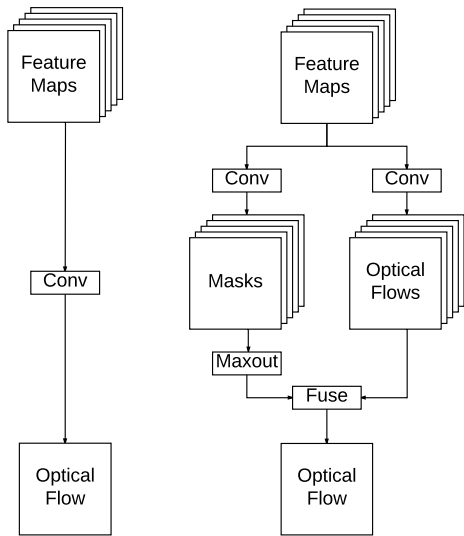 Feature
Maps
Conv
Optical
Flow
Feature
Maps
Conv
Conv
Masks
Optical
Flows
Maxout
Fuse
Optical
Flow